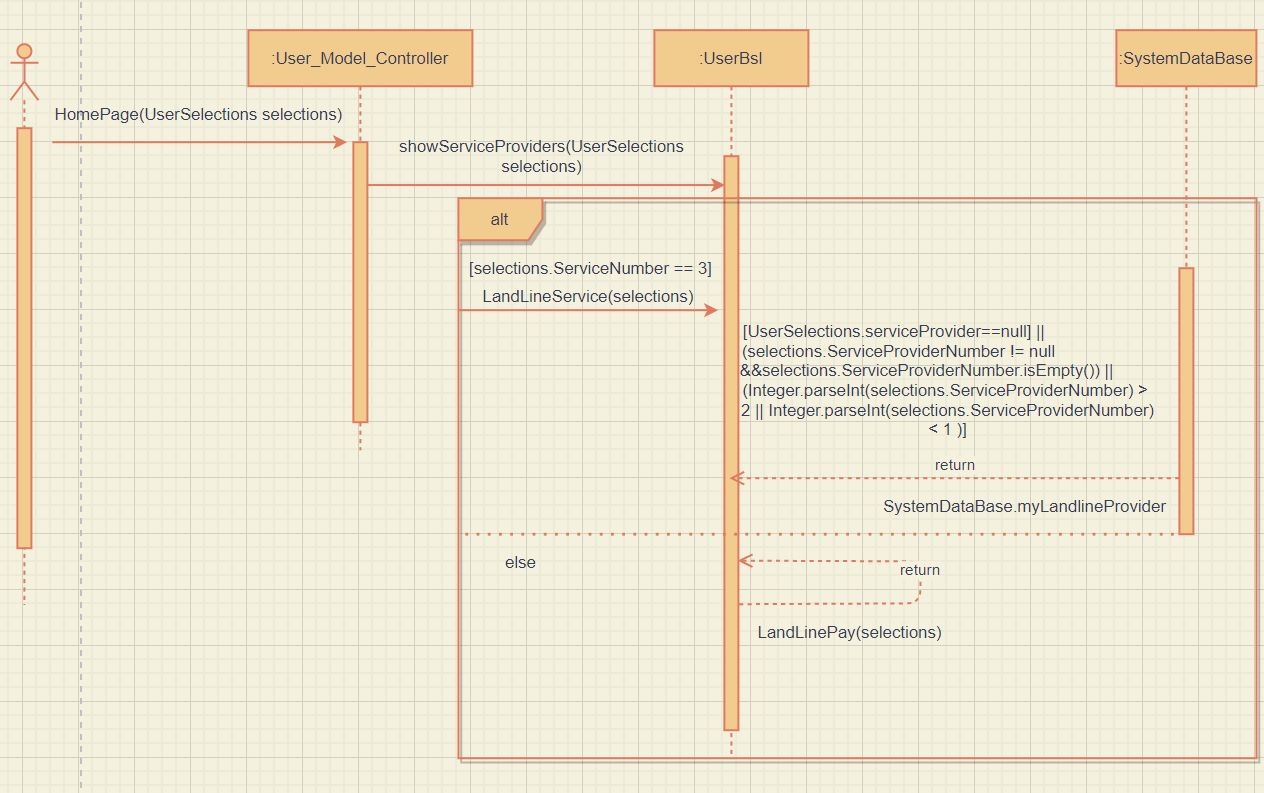 :User_Model_Controller
:UserBsl
:SystemDataBase
HomePage(UserSelections selections)
showServiceProviders(UserSelections
selections)
alt
[selections.ServiceNumber == 3]
LandLineService(selections)
[UserSelections.serviceProvider==null] ||
(selections.ServiceProviderNumber != null
&&selections.ServiceProviderNumber.isEmpty()) ||
(Integer.parseInt(selections.ServiceProviderNumber) >
2 || Integer.parseInt(selections.ServiceProviderNumber)
< 1 )]
return
SystemDataBase.myLandlineProvider
else
return
LandLinePay(selections)